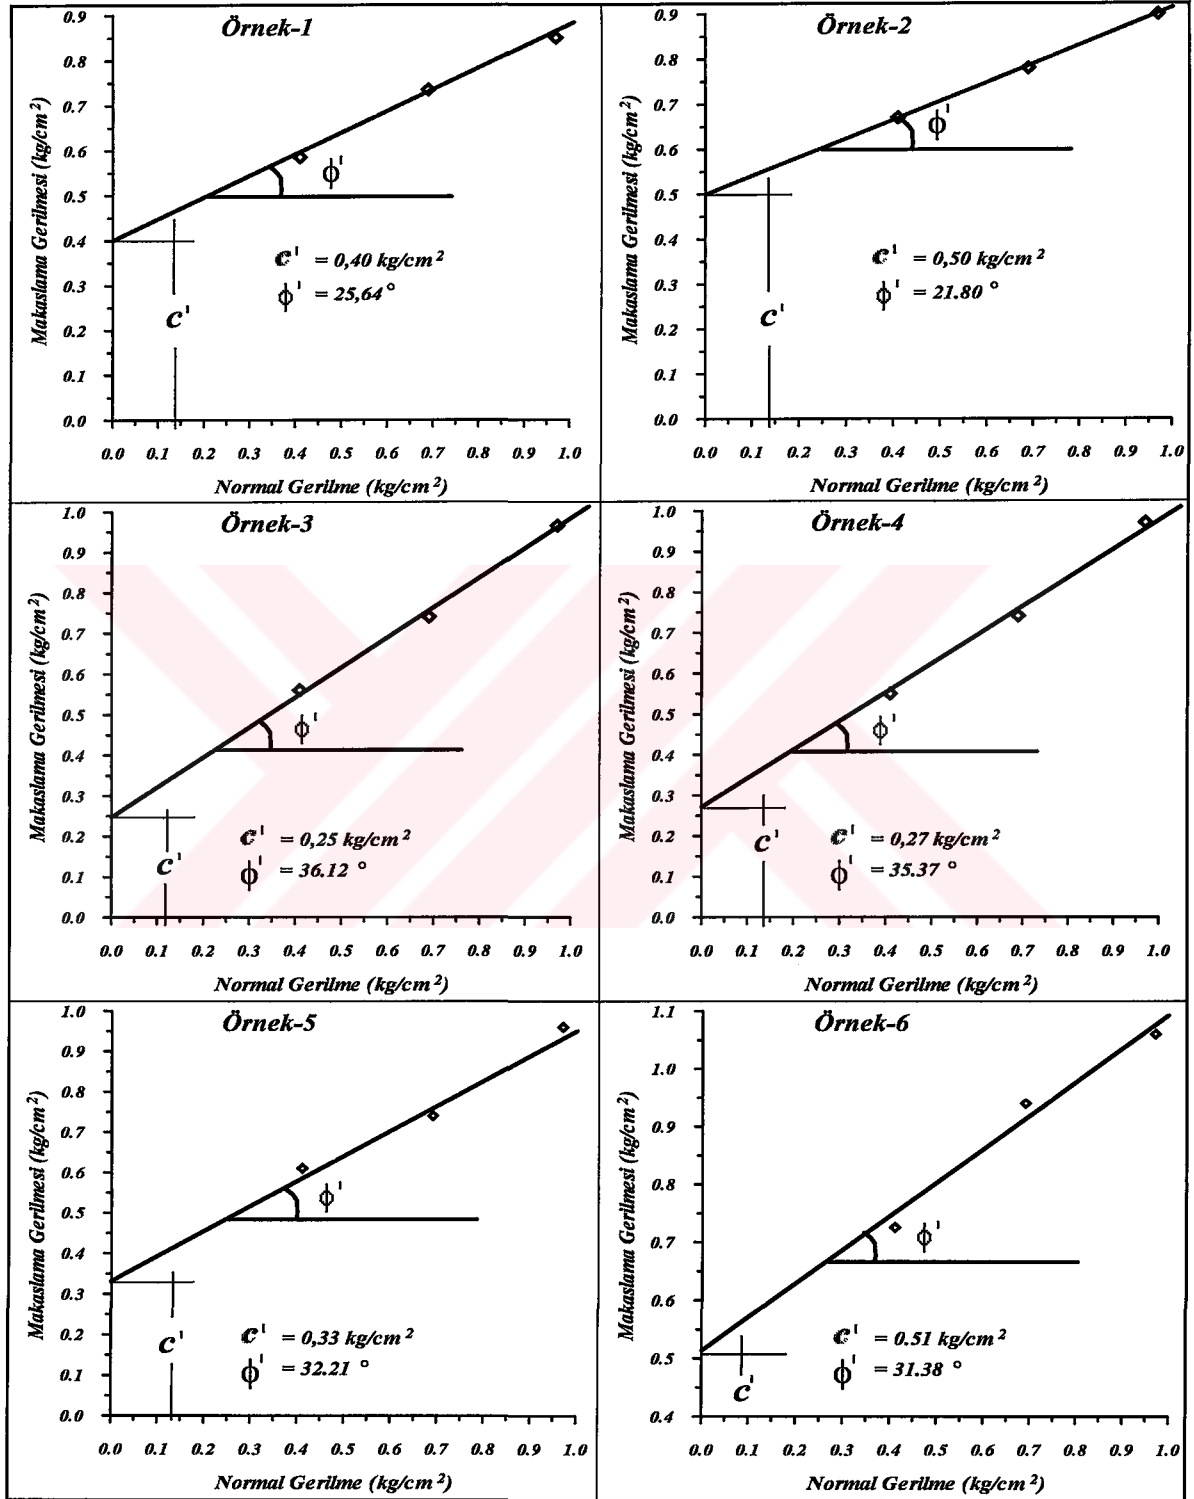 Örnek-1
Makaslama Gerilmesi (kg/cm²)
0.9
0.8
0.7
0.6
0.5
0.4
0.3
0.2
0.1
0.0
ϕ'
c'
c' = 0,40 kg/cm²
ϕ' = 25,64 °
0.0 0.1 0.2 0.3 0.4 0.5 0.6 0.7 0.8 0.9 1.0
Normal Gerilme (kg/cm²)
Örnek-2
Makaslama Gerilmesi (kg/cm²)
0.9
0.8
0.7
0.6
0.5
0.4
0.3
0.2
0.1
0.0
ϕ'
c'
c' = 0,50 kg/cm²
ϕ' = 21.80 °
0.0 0.1 0.2 0.3 0.4 0.5 0.6 0.7 0.8 0.9 1.0
Normal Gerilme (kg/cm²)
Örnek-3
Makaslama Gerilmesi (kg/cm²)
1.0
0.9
0.8
0.7
0.6
0.5
0.4
0.3
0.2
0.1
0.0
ϕ'
c'
c' = 0,25 kg/cm²
ϕ' = 36.12 °
0.0 0.1 0.2 0.3 0.4 0.5 0.6 0.7 0.8 0.9 1.0
Normal Gerilme (kg/cm²)
Örnek-4
Makaslama Gerilmesi (kg/cm²)
1.0
0.9
0.8
0.7
0.6
0.5
0.4
0.3
0.2
0.1
0.0
ϕ'
c'
c' = 0,27 kg/cm²
ϕ' = 35.37 °
0.0 0.1 0.2 0.3 0.4 0.5 0.6 0.7 0.8 0.9 1.0
Normal Gerilme (kg/cm²)
Örnek-5
Makaslama Gerilmesi (kg/cm²)
1.0
0.9
0.8
0.7
0.6
0.5
0.4
0.3
0.2
0.1
0.0
ϕ'
c'
c' = 0,33 kg/cm²
ϕ' = 32.21 °
0.0 0.1 0.2 0.3 0.4 0.5 0.6 0.7 0.8 0.9 1.0
Normal Gerilme (kg/cm²)
Örnek-6
Makaslama Gerilmesi (kg/cm²)
1.1
1.0
0.9
0.8
0.7
0.6
0.5
0.4
ϕ'
c'
c' = 0.51 kg/cm²
ϕ' = 31.38 °
0.0 0.1 0.2 0.3 0.4 0.5 0.6 0.7 0.8 0.9 1.0
Normal Gerilme (kg/cm²)